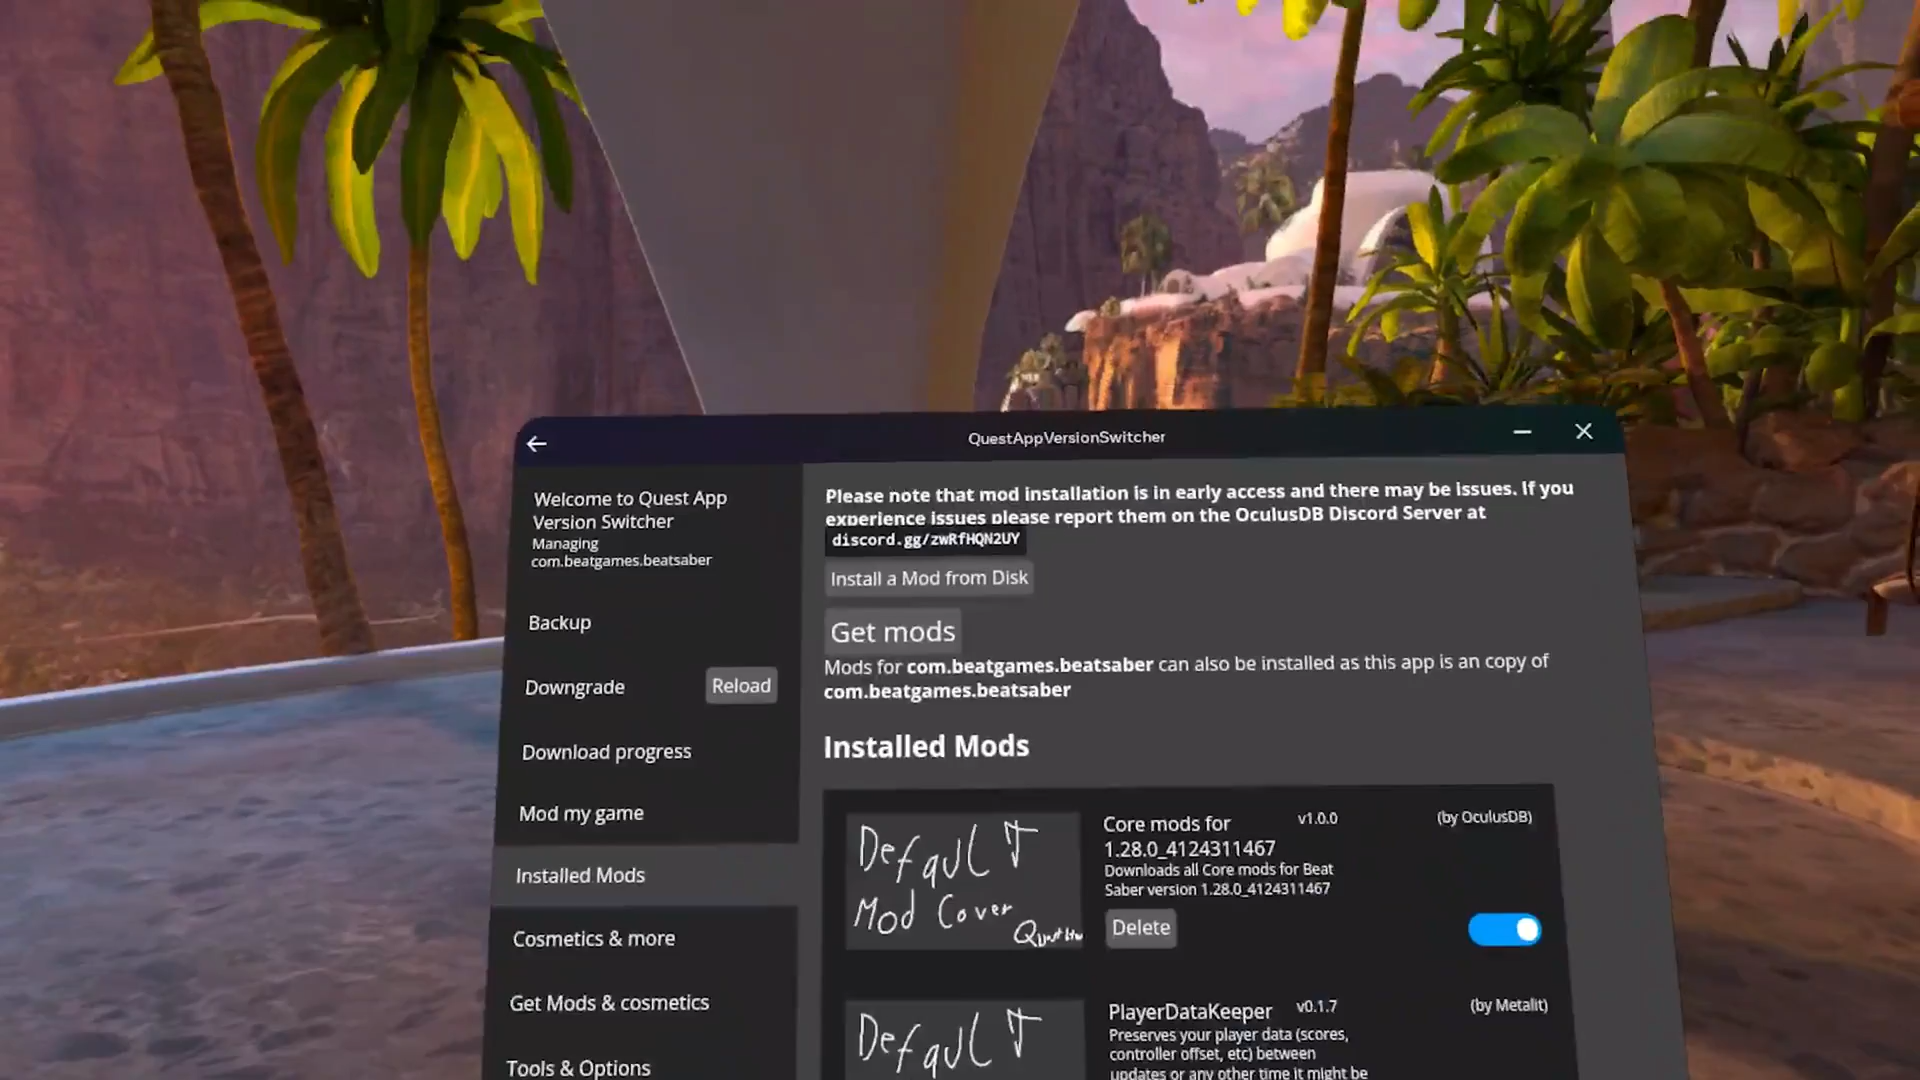 QuestAppVersionSwitcher
Welcome to Quest App
Version Switcher
Managing
com.beatgames.beatsaber
Backup
Downgrade
Reload
Download progress
Mod my game
Installed Mods
Cosmetics & more
Get Mods & cosmetics
Tools & Options
Please note that mod installation is in early access and there may be issues. If you
experience issues please report them on the OculusDB Discord Server at
discord.gg/zwRfHQN2UY
Install a Mod from Disk
Get mods
Mods for com.beatgames.beatsaber can also be installed as this app is an copy of
com.beatgames.beatsaber
Installed Mods
Default
Mod Cover
Core mods for
1.28.0_4124311467
v1.0.0
(by OculusDB)
Downloads all Core mods for Beat
Saber version 1.28.0_4124311467
Delete
Default
PlayerDataKeeper
v0.1.7
(by Metalit)
Preserves your player data (scores,
controller offset, etc) between
updates or any other time it might be